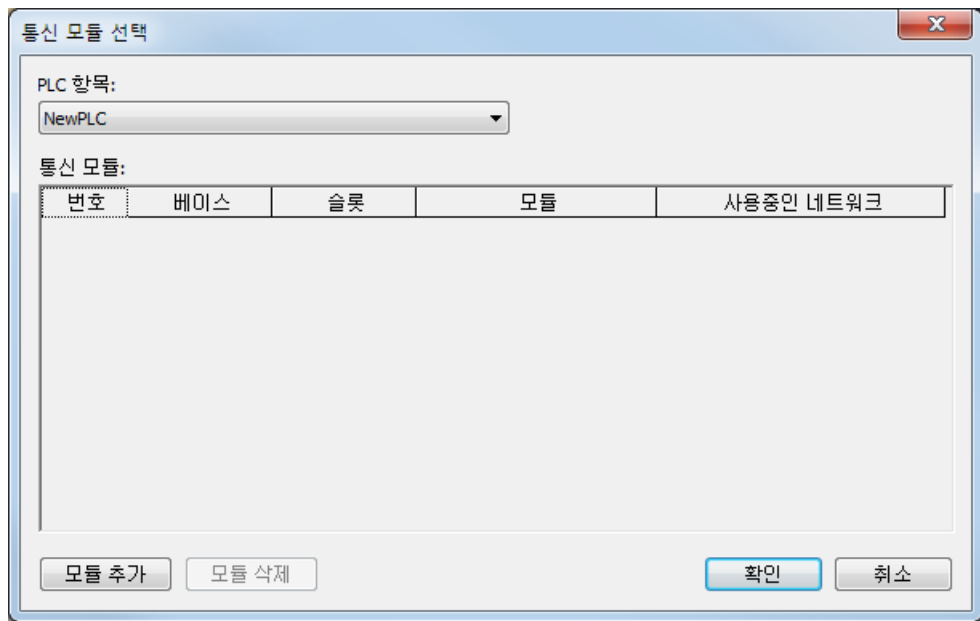 통신 모듈 선택
PLC 항목:
NewPLC
통신 모듈:
번호 베이스 슬롯 모듈 사용중인 네트워크
모듈 추가 모듈 삭제 확인 취소